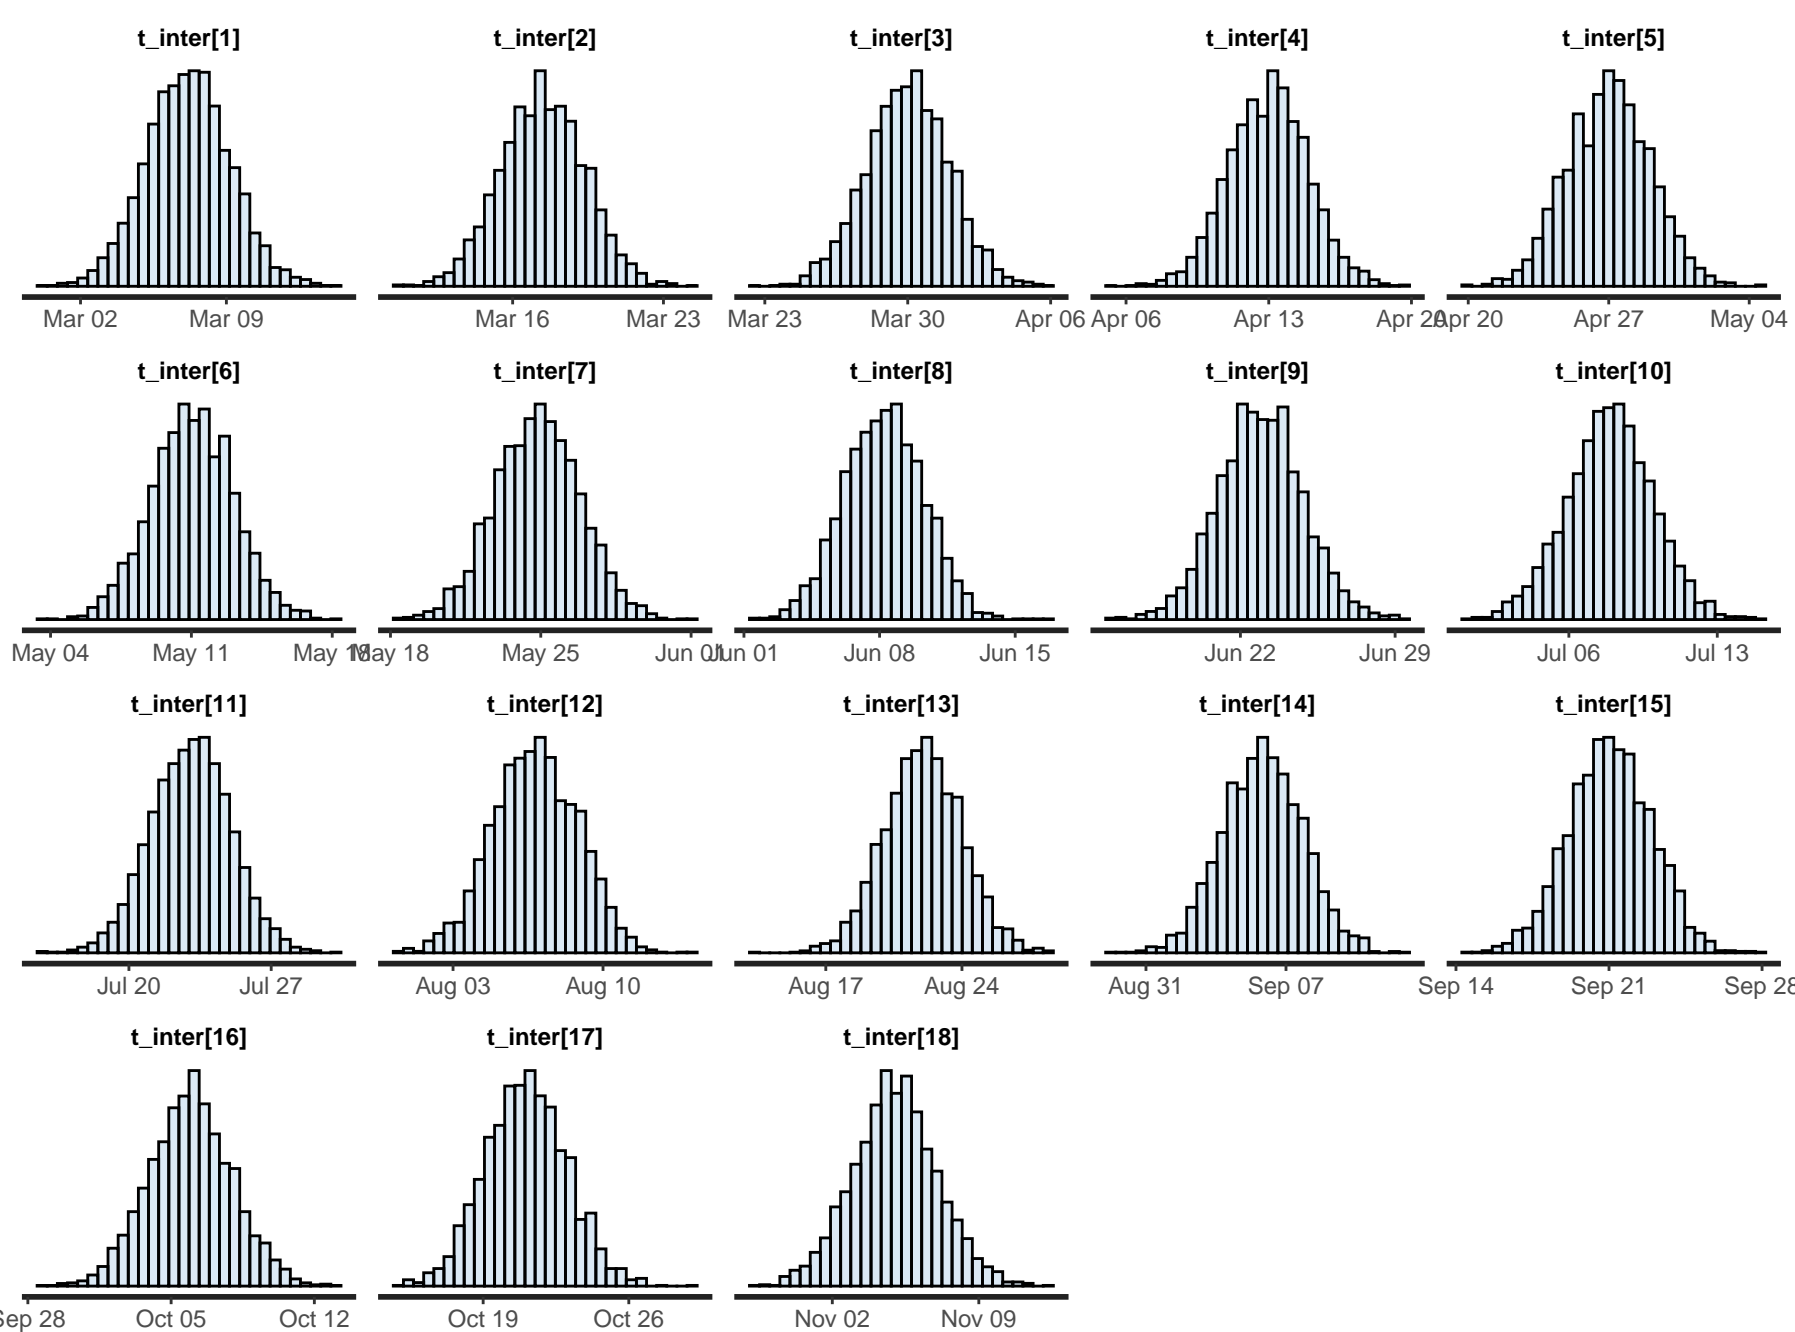 t_inter[1] t_inter[2] t_inter[3] t_inter[4] t_inter[5]
Mar 02 Mar 09 Mar 16 Mar 23 Mar 23 Mar 30 Apr 06 Apr 06 Apr 13 Apr 20 Apr 20 Apr 27 May 04
t_inter[6] t_inter[7] t_inter[8] t_inter[9] t_inter[10]
May 04 May 11 May 18 May 18 May 25 Jun 01 Jun 01 Jun 08 Jun 15 Jun 22 Jun 29 Jul 06 Jul 13
t_inter[11] t_inter[12] t_inter[13] t_inter[14] t_inter[15]
Jul 20 Jul 27 Aug 03 Aug 10 Aug 17 Aug 24 Aug 31 Sep 07 Sep 14 Sep 21 Sep 28
t_inter[16] t_inter[17] t_inter[18]
Sep 28 Oct 05 Oct 12 Oct 19 Oct 26 Nov 02 Nov 09